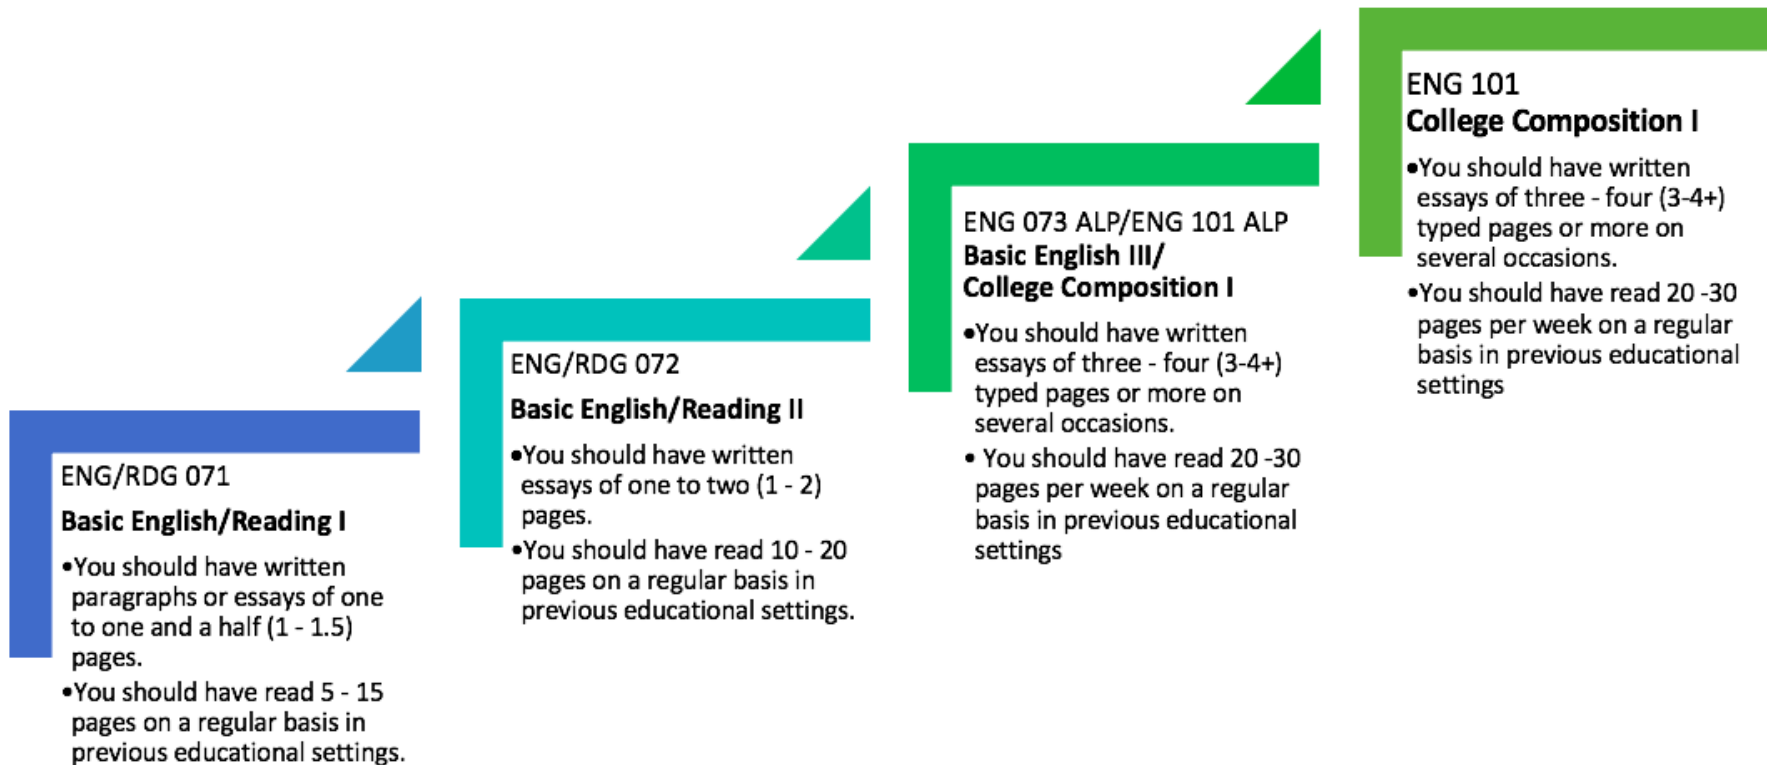 ENG/RDG 071
Basic English/Reading I
•You should have written
paragraphs or essays of one
to one and a half (1 - 1.5)
pages.
•You should have read 5 - 15
pages on a regular basis in
previous educational settings.
ENG/RDG 072
Basic English/Reading II
•You should have written
essays of one to two (1 - 2)
pages.
•You should have read 10 - 20
pages on a regular basis in
previous educational settings.
ENG 073 ALP/ENG 101 ALP
Basic English III/
College Composition I
•You should have written
essays of three - four (3-4+)
typed pages or more on
several occasions.
• You should have read 20 -30
pages per week on a regular
basis in previous educational
settings
ENG 101
College Composition I
•You should have written
essays of three - four (3-4+)
typed pages or more on
several occasions.
•You should have read 20 -30
pages per week on a regular
basis in previous educational
settings